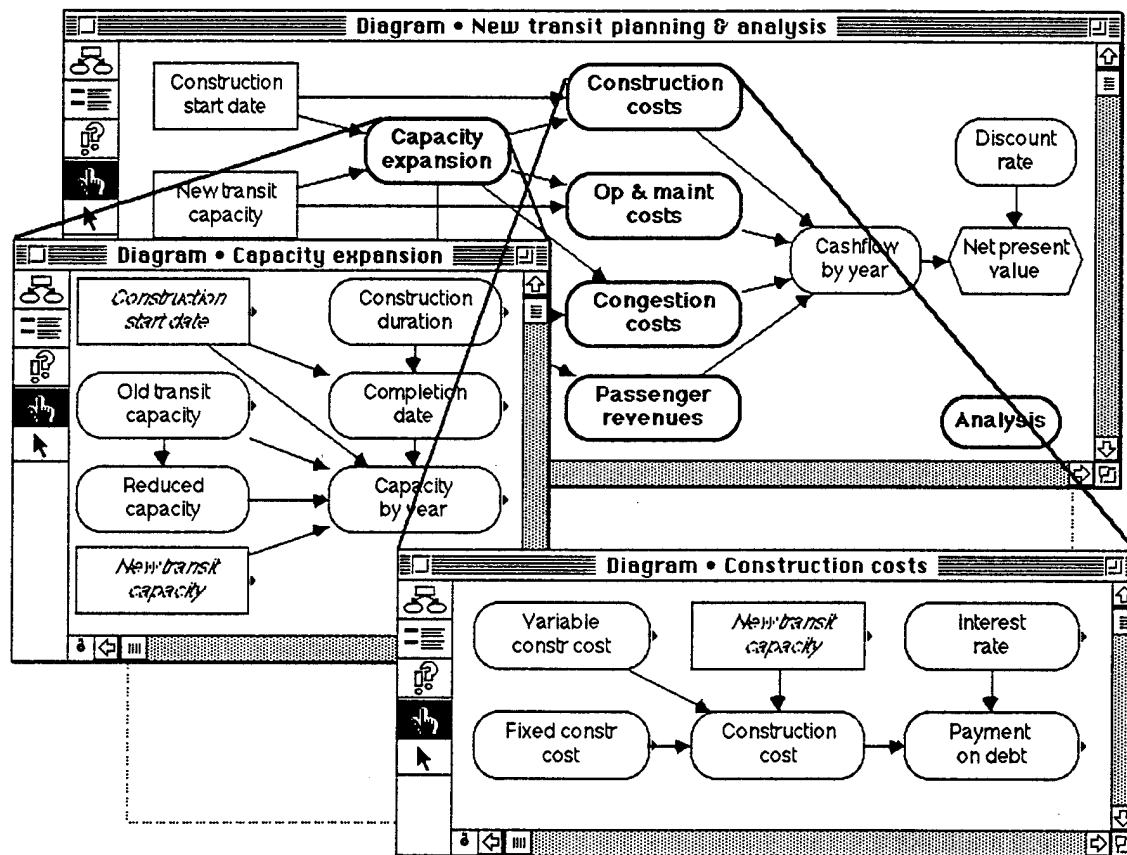 Diagram • New transit planning & analysis
Construction
start date
Construction
costs
Capacity
expansion
Discount
rate
New transit
capacity
Op & maint
costs
Cashflow
by year
Net present
value
Congestion
costs
Passenger
revenues
Analysis
Diagram • Capacity expansion
Construction
start date
Construction
duration
Old transit
capacity
Completion
date
Reduced
capacity
Capacity
by year
New transit
capacity
Diagram • Construction costs
Variable
constr cost
New transit
capacity
Interest
rate
Fixed constr
cost
Construction
cost
Payment
on debt